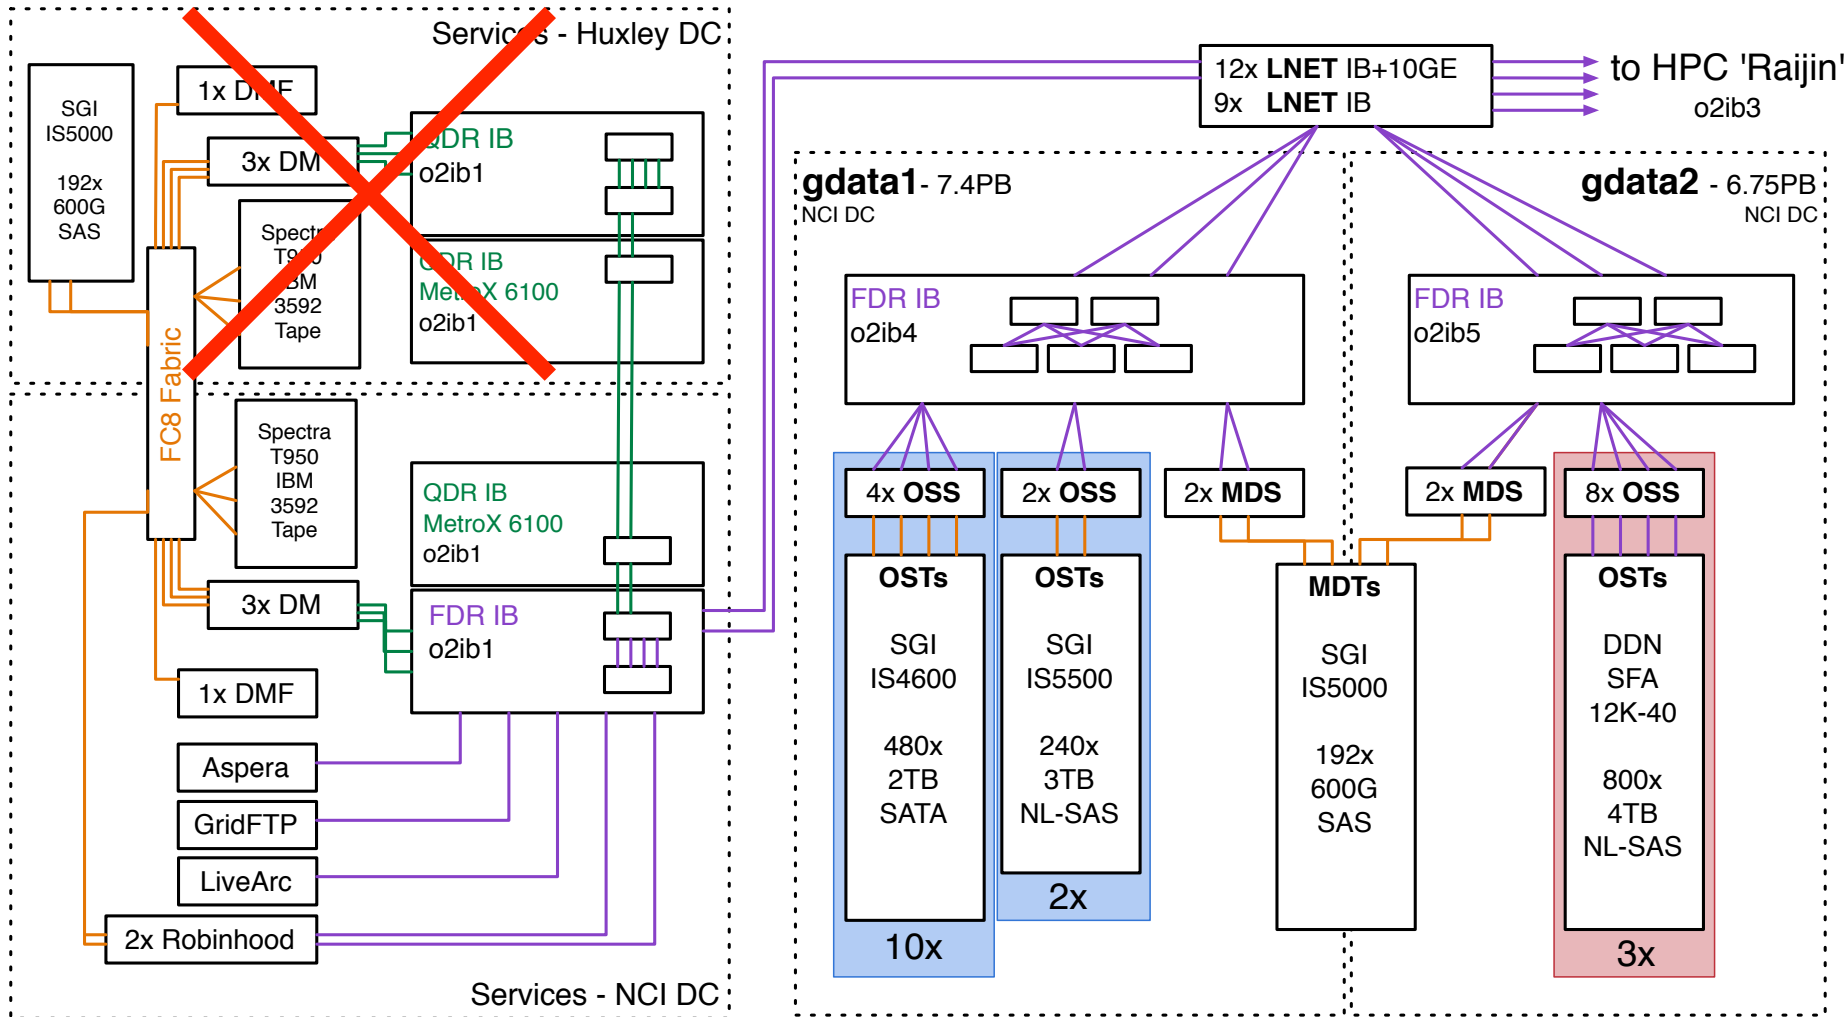 Services - Huxley DC
SGI
IS5000
192x
600G
SAS
1x DMF
3x DM
Spectra
T950
IBM
3592
Tape
QDR IB
o2ib1
QDR IB
MetroX 6100
o2ib1
FC8 Fabric
Spectra
T950
IBM
3592
Tape
QDR IB
MetroX 6100
o2ib1
3x DM
FDR IB
o2ib1
1x DMF
Aspera
GridFTP
LiveArc
2x Robinhood
Services - NCI DC
12x LNET IB+10GE
9x LNET IB
to HPC 'Raijin'
o2ib3
gdata1 - 7.4PB
NCI DC
gdata2 - 6.75PB
NCI DC
FDR IB
o2ib4
FDR IB
o2ib5
4x OSS
2x OSS
2x MDS
2x MDS
8x OSS
OSTs
SGI
IS4600
480x
2TB
SATA
10x
OSTs
SGI
IS5500
240x
3TB
NL-SAS
2x
MDTs
SGI
IS5000
192x
600G
SAS
OSTs
DDN
SFA
12K-40
800x
4TB
NL-SAS
3x